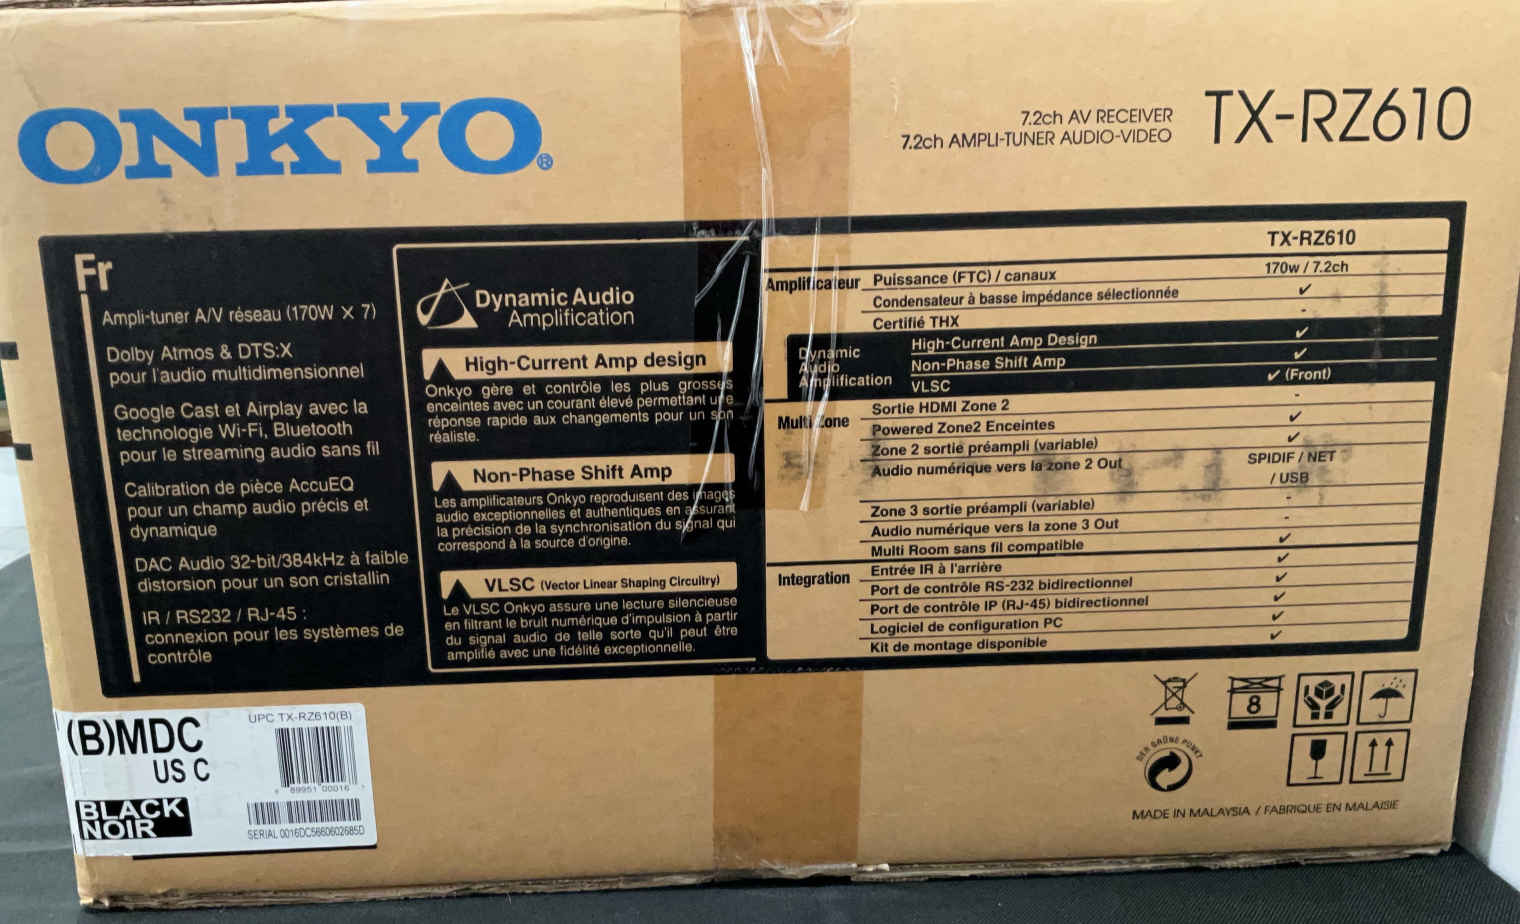 ONKYO®
7.2ch AV RECEIVER
7.2ch AMPLI-TUNER AUDIO-VIDEO
TX-RZ610
Fr
Ampli-tuner A/V réseau (170W X 7)
Dolby Atmos & DTS:X
pour l'audio multidimensionnel
Google Cast et Airplay avec la
technologie Wi-Fi, Bluetooth
pour le streaming audio sans fil
Calibration de pièce AccuEQ
pour un champ audio précis et
dynamique
DAC Audio 32-bit/384kHz à faible
distorsion pour un son cristallin
IR / RS232 / RJ-45 :
connexion pour les systèmes de
contrôle
Dynamic Audio
Amplification
High-Current Amp design
Onkyo gère et contrôle les plus grosses
enceintes avec un courant élevé permettant une
réponse rapide aux changements pour un son
réaliste.
Non-Phase Shift Amp
Les amplificateurs Onkyo reproduisent des images
audio exceptionnelles et authentiques en assurant
la précision de la synchronisation du signal qui
correspond à la source d'origine.
VLSC (Vector Linear Shaping Circuitry)
Le VLSC Onkyo assure une lecture silencieuse
en filtrant le bruit numérique d'impulsion à partir
du signal audio de telle sorte qu'il peut être
amplifié avec une fidélité exceptionnelle.
TX-RZ610
Amplificateur Puissance (FTC) / canaux 170w / 7.2ch
Condensateur à basse impédance sélectionnée ✓
Certifié THX -
Dynamic Audio Amplification High-Current Amp Design ✓
Non-Phase Shift Amp ✓
VLSC ✓ (Front)
Multi Zone Sortie HDMI Zone 2 -
Powered Zone2 Enceintes ✓
Zone 2 sortie préampli (variable) ✓
Audio numérique vers la zone 2 Out SPIDIF / NET
/ USB
Zone 3 sortie préampli (variable) -
Audio numérique vers la zone 3 Out -
Multi Room sans fil compatible ✓
Integration Entrée IR à l'arrière ✓
Port de contrôle RS-232 bidirectionnel ✓
Port de contrôle IP (RJ-45) bidirectionnel ✓
Logiciel de configuration PC ✓
Kit de montage disponible ✓
(B)MDC
US C
BLACK
NOIR
UPC TX-RZ610(B)
89951 00016
SERIAL 0016DC5660602685D
8
DER GRÜNE PUNKT
MADE IN MALAYSIA / FABRIQUE EN MALAISIE